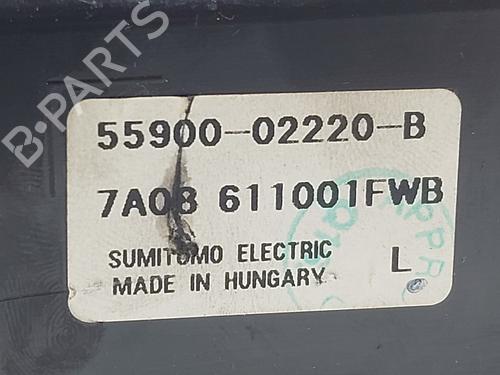 B-PARTS
55900-02220-B
7A08 611001FWB
SUMITOMO ELECTRIC L
MADE IN HUNGARY